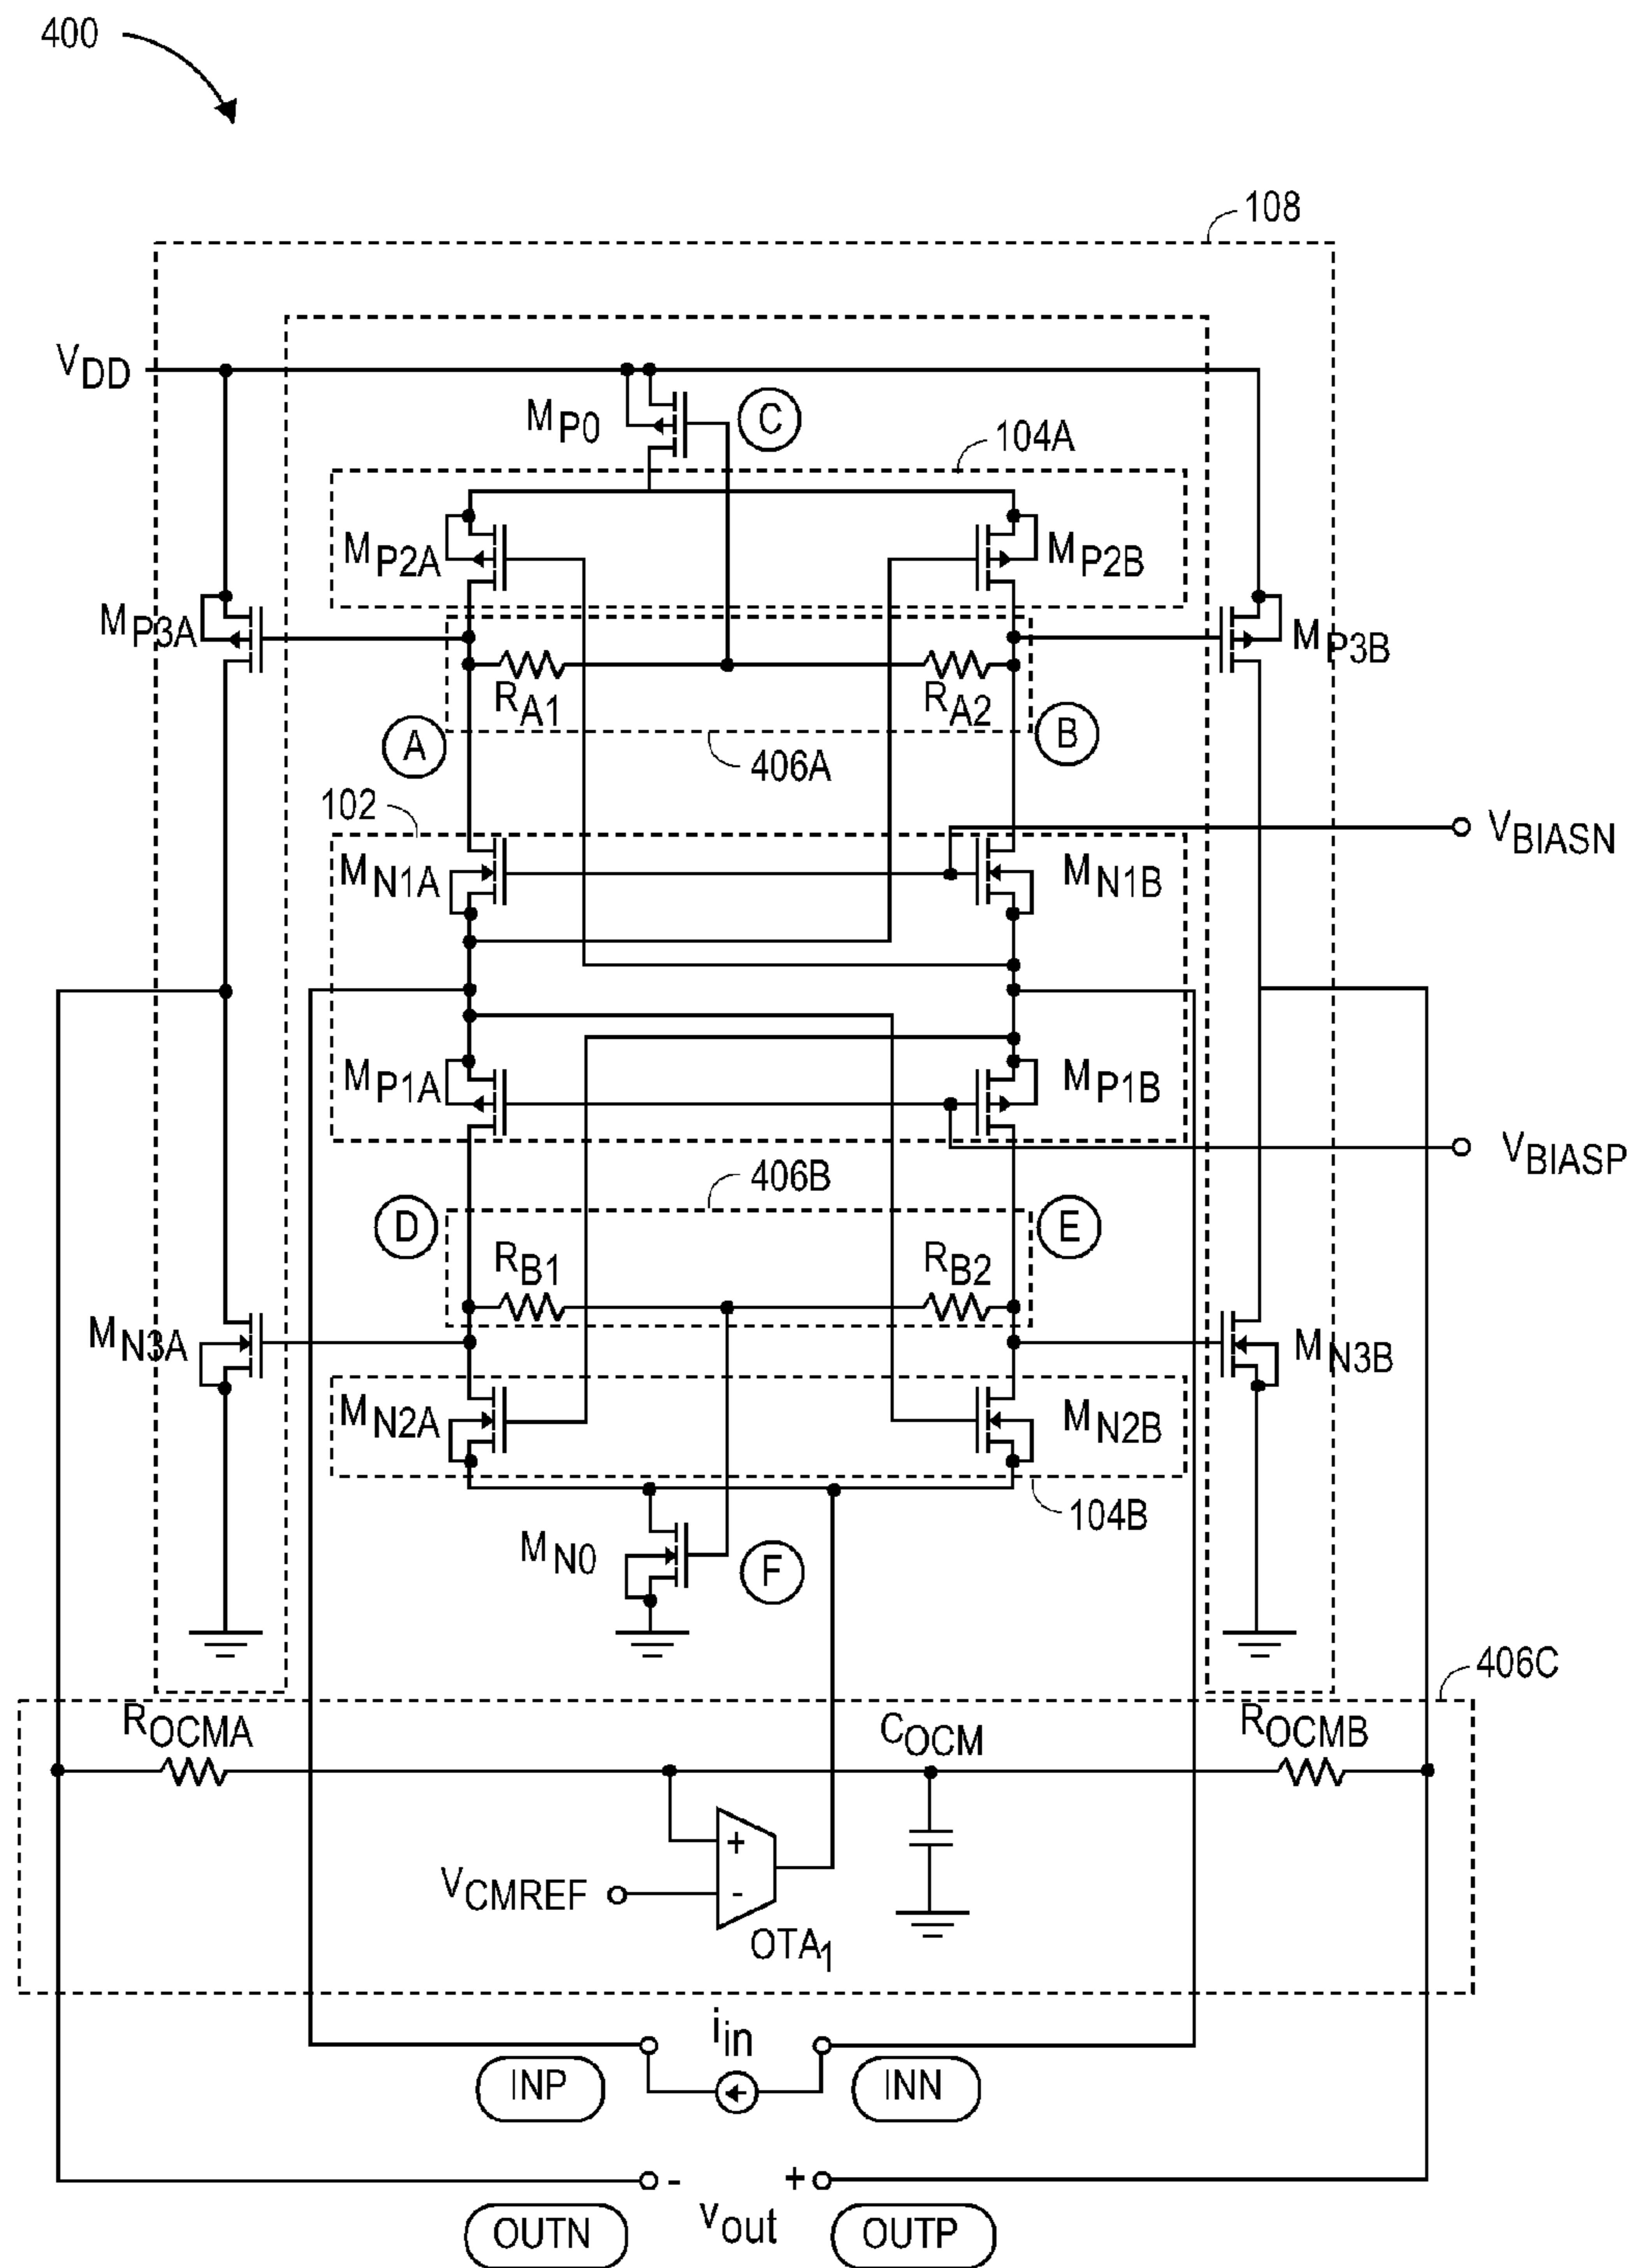 400
108
VDD
MP0
C
104A
MP2A
MP2B
MP3A
MP3B
RA1
RA2
A
B
406A
102
VBIASN
MN1A
MN1B
MP1A
MP1B
VBIASP
406B
D
E
RB1
RB2
MN3A
MN3B
MN2A
MN2B
104B
MN0
F
406C
ROCMA
COCM
ROCMB
+
VCMREF
-
OTA1
iin
INP
INN
- +
vout
OUTN
OUTP